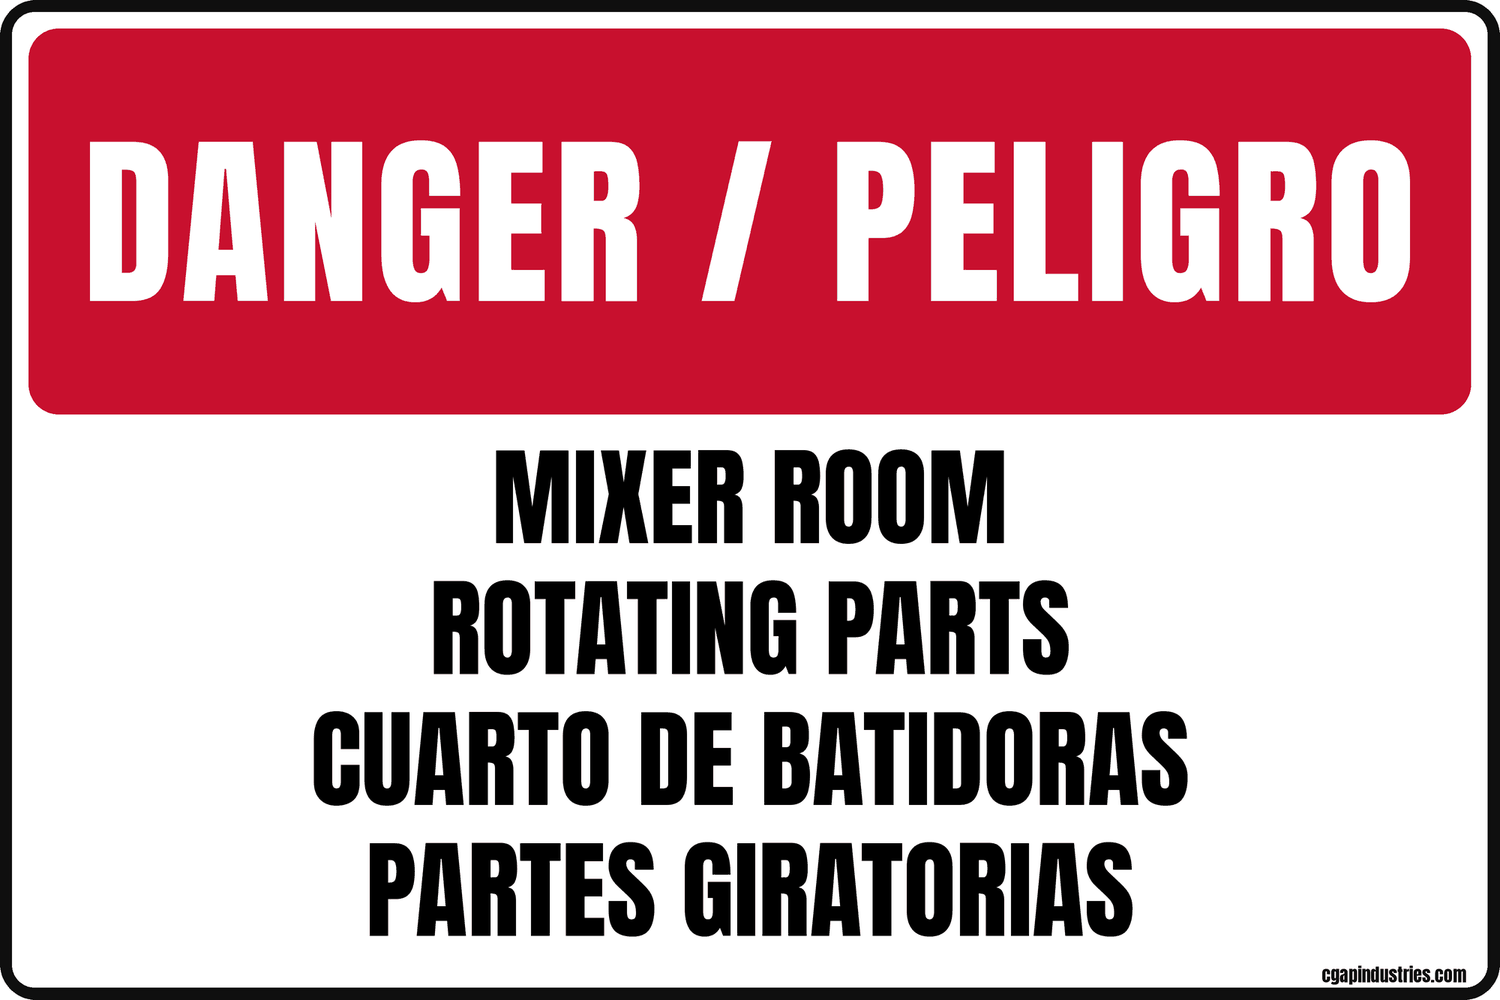 DANGER / PELIGRO
MIXER ROOM
ROTATING PARTS
CUARTO DE BATIDORAS
PARTES GIRATORIAS
cgapindustries.com